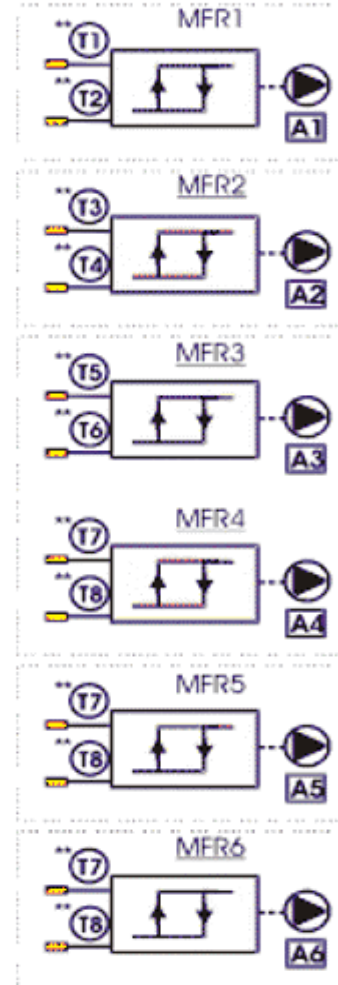 MFR1
** T1
** T2
A1
MFR2
** T3
** T4
A2
MFR3
** T5
** T6
A3
MFR4
** T7
** T8
A4
MFR5
** T7
** T8
A5
MFR6
** T7
** T8
A6